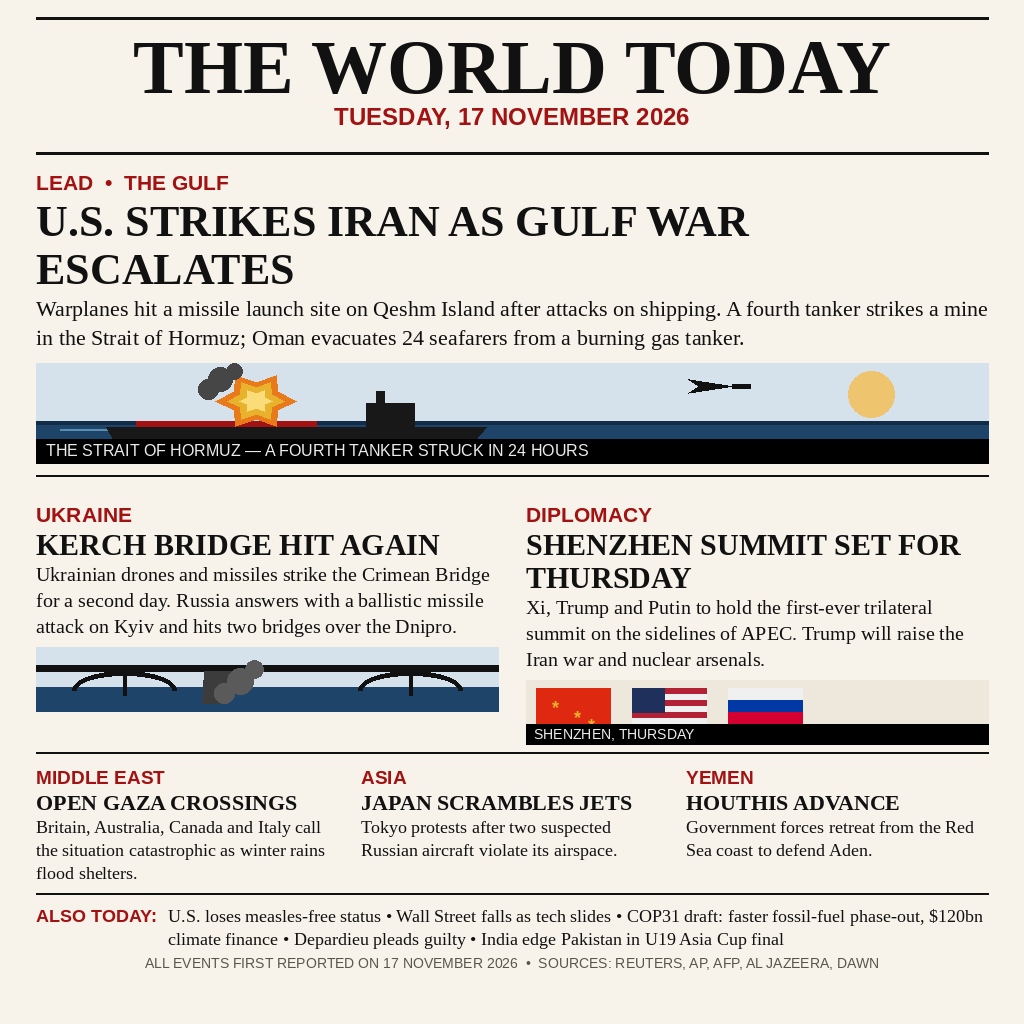 THE WORLD TODAY
TUESDAY, 17 NOVEMBER 2026
LEAD • THE GULF
U.S. STRIKES IRAN AS GULF WAR
ESCALATES
Warplanes hit a missile launch site on Qeshm Island after attacks on shipping. A fourth tanker strikes a mine
in the Strait of Hormuz; Oman evacuates 24 seafarers from a burning gas tanker.
THE STRAIT OF HORMUZ — A FOURTH TANKER STRUCK IN 24 HOURS
UKRAINE
KERCH BRIDGE HIT AGAIN
Ukrainian drones and missiles strike the Crimean Bridge
for a second day. Russia answers with a ballistic missile
attack on Kyiv and hits two bridges over the Dnipro.
DIPLOMACY
SHENZHEN SUMMIT SET FOR
THURSDAY
Xi, Trump and Putin to hold the first-ever trilateral
summit on the sidelines of APEC. Trump will raise the
Iran war and nuclear arsenals.
SHENZHEN, THURSDAY
MIDDLE EAST
OPEN GAZA CROSSINGS
Britain, Australia, Canada and Italy call
the situation catastrophic as winter rains
flood shelters.
ASIA
JAPAN SCRAMBLES JETS
Tokyo protests after two suspected
Russian aircraft violate its airspace.
YEMEN
HOUTHIS ADVANCE
Government forces retreat from the Red
Sea coast to defend Aden.
ALSO TODAY: U.S. loses measles-free status • Wall Street falls as tech slides • COP31 draft: faster fossil-fuel phase-out, $120bn
climate finance • Depardieu pleads guilty • India edge Pakistan in U19 Asia Cup final
ALL EVENTS FIRST REPORTED ON 17 NOVEMBER 2026 • SOURCES: REUTERS, AP, AFP, AL JAZEERA, DAWN